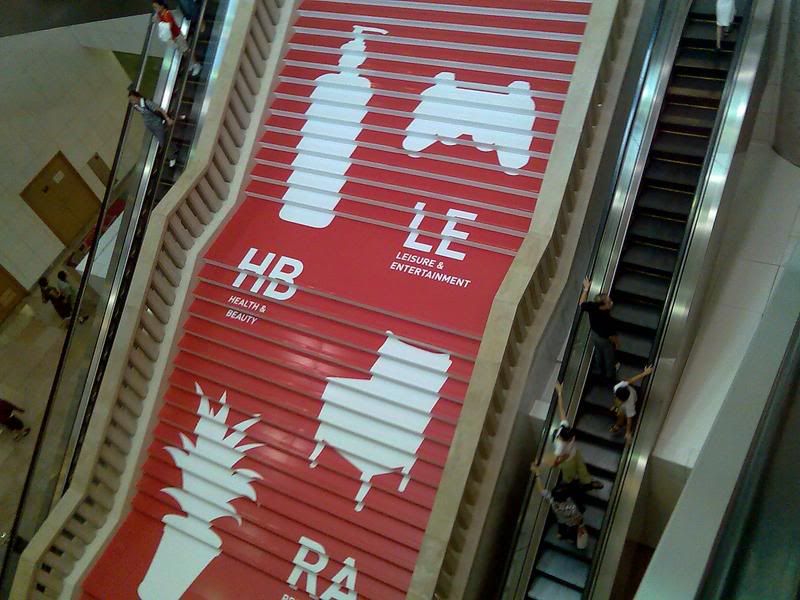 LE
LEISURE &
ENTERTAINMENT
HB
HEALTH &
BEAUTY
RA